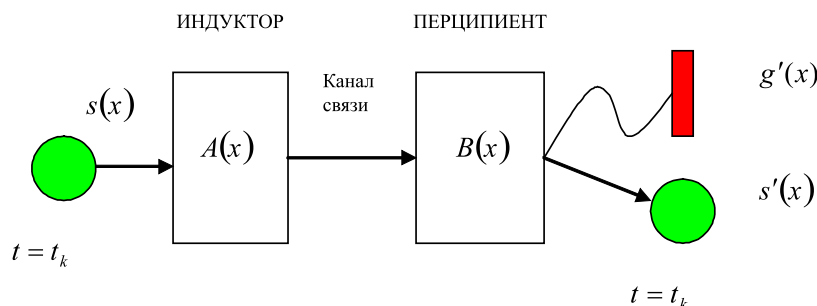 ИНДУКТОР
ПЕРЦИПИЕНТ
Канал
связи
s(x)
A(x)
B(x)
g′(x)
s′(x)
t = t_k
t = t_k